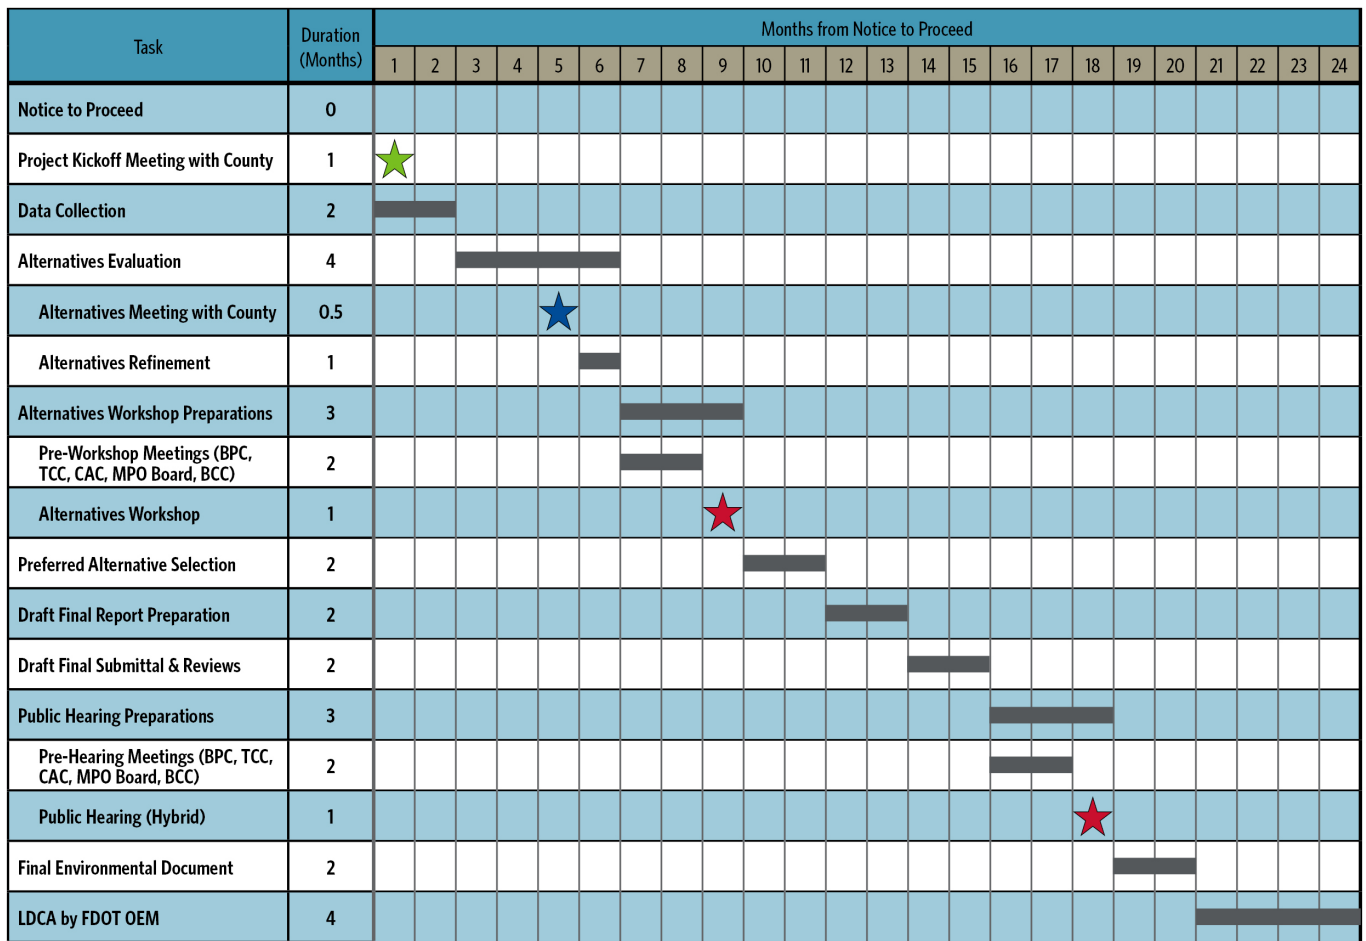 Task
Duration
(Months)
Months from Notice to Proceed
1 2 3 4 5 6 7 8 9 10 11 12 13 14 15 16 17 18 19 20 21 22 23 24
Notice to Proceed 0
Project Kickoff Meeting with County 1
Data Collection 2
Alternatives Evaluation 4
Alternatives Meeting with County 0.5
Alternatives Refinement 1
Alternatives Workshop Preparations 3
Pre-Workshop Meetings (BPC,
TCC, CAC, MPO Board, BCC) 2
Alternatives Workshop 1
Preferred Alternative Selection 2
Draft Final Report Preparation 2
Draft Final Submittal & Reviews 2
Public Hearing Preparations 3
Pre-Hearing Meetings (BPC, TCC,
CAC, MPO Board, BCC) 2
Public Hearing (Hybrid) 1
Final Environmental Document 2
LDCA by FDOT OEM 4